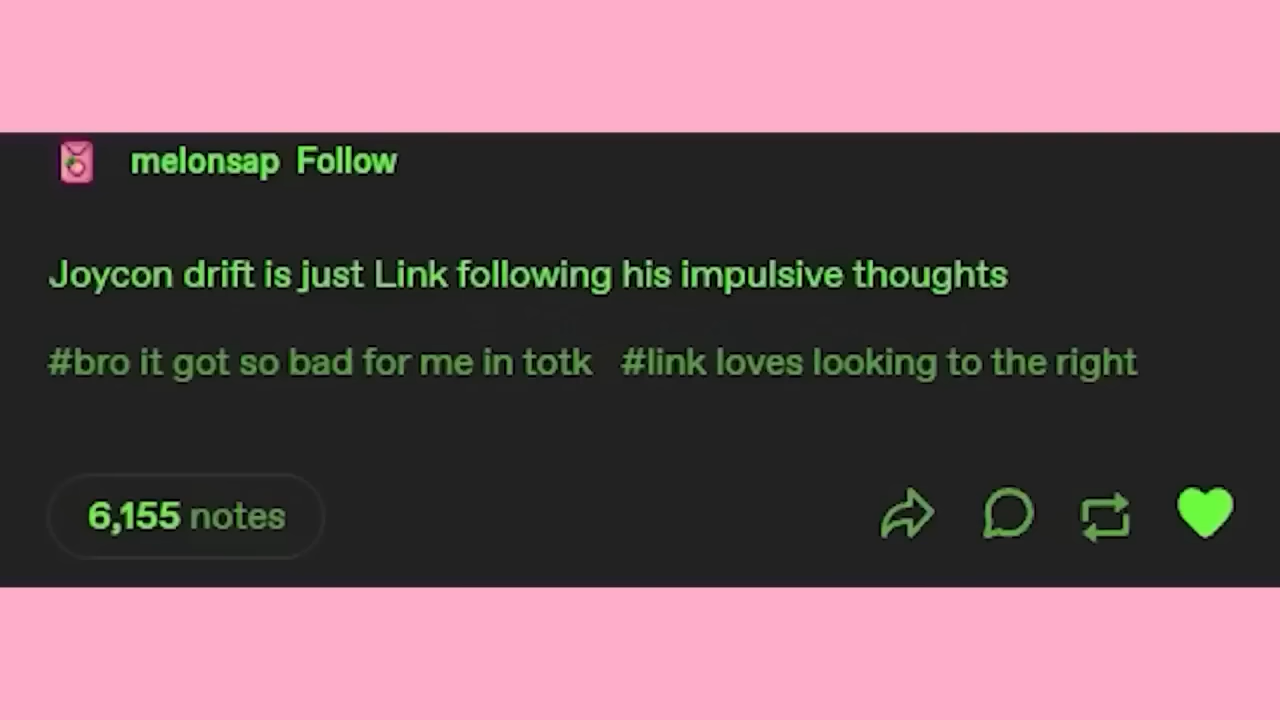 melonsap Follow
Joycon drift is just Link following his impulsive thoughts
#bro it got so bad for me in totk #link loves looking to the right
6,155 notes